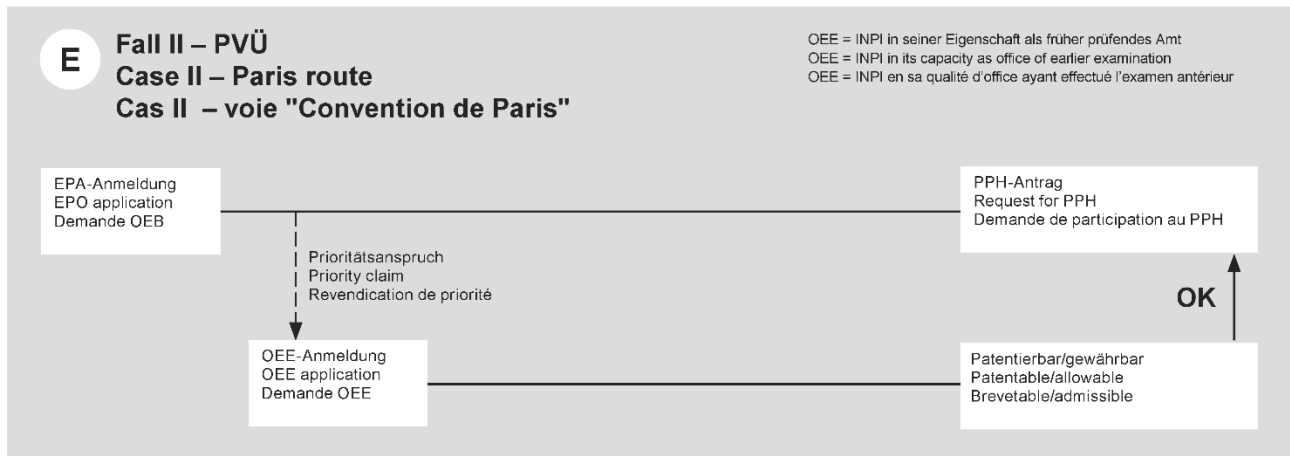 E
Fall II – PVÜ
Case II – Paris route
Cas II – voie "Convention de Paris"
OEE = INPI in seiner Eigenschaft als früher prüfendes Amt
OEE = INPI in its capacity as office of earlier examination
OEE = INPI en sa qualité d'office ayant effectué l'examen antérieur
EPA-Anmeldung
EPO application
Demande OEB
PPH-Antrag
Request for PPH
Demande de participation au PPH
Prioritätsanspruch
Priority claim
Revendication de priorité
OK
OEE-Anmeldung
OEE application
Demande OEE
Patentierbar/gewährbar
Patentable/allowable
Brevetable/admissible